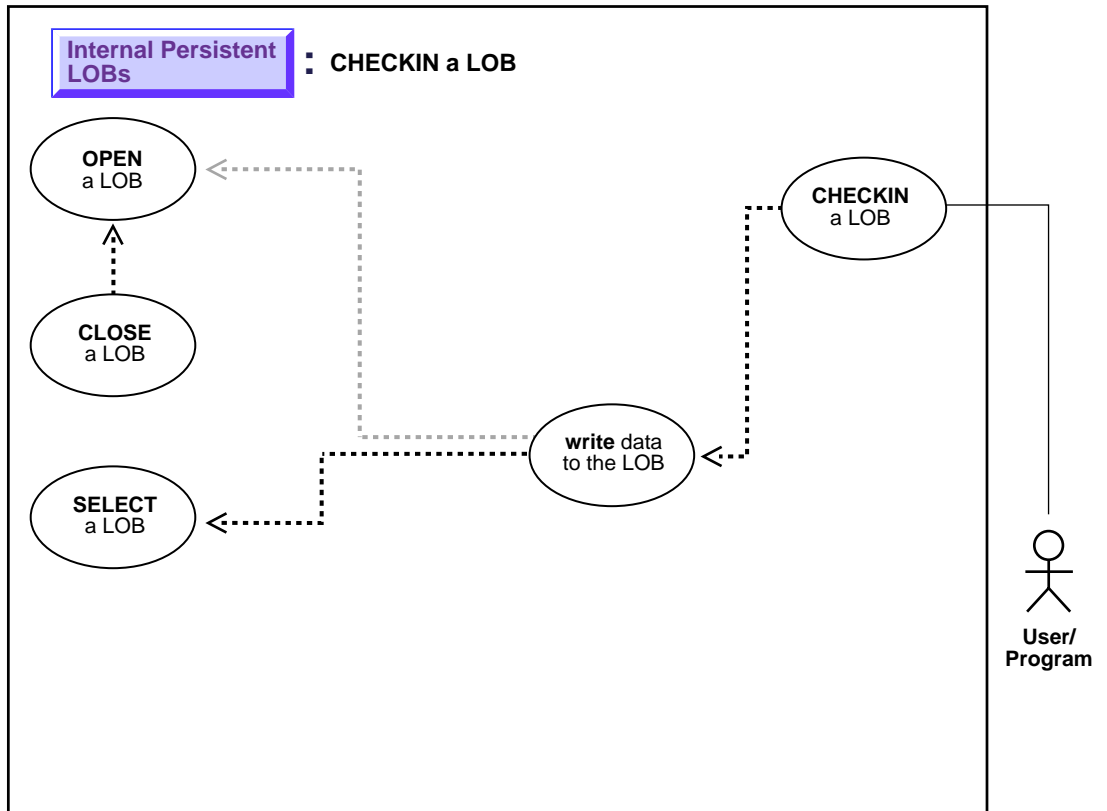 Internal Persistent
LOBs
: CHECKIN a LOB
OPEN
a LOB
CHECKIN
a LOB
CLOSE
a LOB
write data
to the LOB
SELECT
a LOB
User/
Program